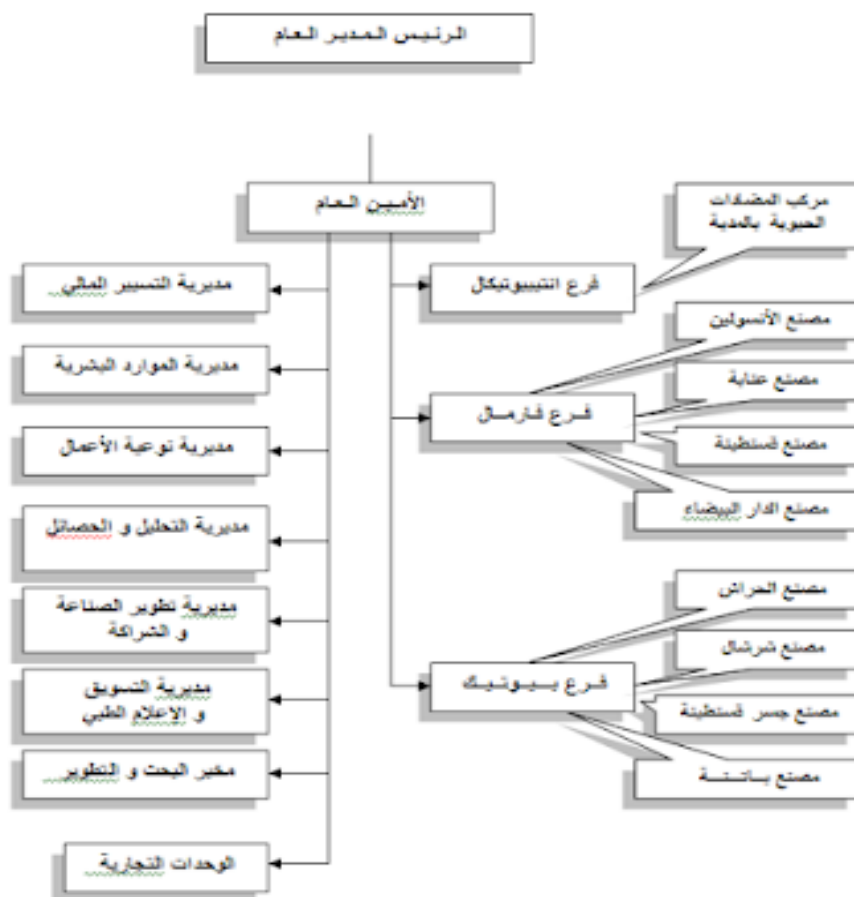 الرئيس المدير العام
الأمين العام
مركب المضادات
الحيوية بالمدية
فرع انتيبيوتيكال
مصنع الأنسولين
مصنع عنابة
فرع فارمال
مصنع قسنطينة
مصنع الدار البيضاء
مصنع الحراش
مصنع شرشال
فرع بيوتيك
مصنع جسر قسنطينة
مصنع باتنة
مديرية التسيير المالي
مديرية الموارد البشرية
مديرية نوعية الأعمال
مديرية التحليل و الحصائل
مديرية تطوير الصناعة
و الشراكة
مديرية التسويق
و الإعلام الطبي
مخبر البحث و التطوير
الوحدات التجارية